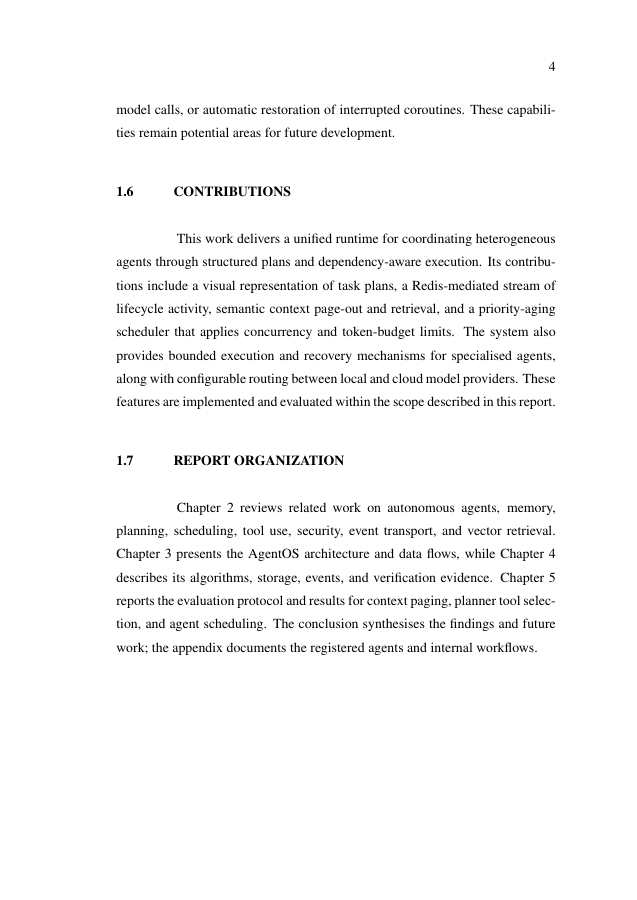 4
model calls, or automatic restoration of interrupted coroutines. These capabili-
ties remain potential areas for future development.
1.6 CONTRIBUTIONS
This work delivers a unified runtime for coordinating heterogeneous
agents through structured plans and dependency-aware execution. Its contribu-
tions include a visual representation of task plans, a Redis-mediated stream of
lifecycle activity, semantic context page-out and retrieval, and a priority-aging
scheduler that applies concurrency and token-budget limits. The system also
provides bounded execution and recovery mechanisms for specialised agents,
along with configurable routing between local and cloud model providers. These
features are implemented and evaluated within the scope described in this report.
1.7 REPORT ORGANIZATION
Chapter 2 reviews related work on autonomous agents, memory,
planning, scheduling, tool use, security, event transport, and vector retrieval.
Chapter 3 presents the AgentOS architecture and data flows, while Chapter 4
describes its algorithms, storage, events, and verification evidence. Chapter 5
reports the evaluation protocol and results for context paging, planner tool selec-
tion, and agent scheduling. The conclusion synthesises the findings and future
work; the appendix documents the registered agents and internal workflows.